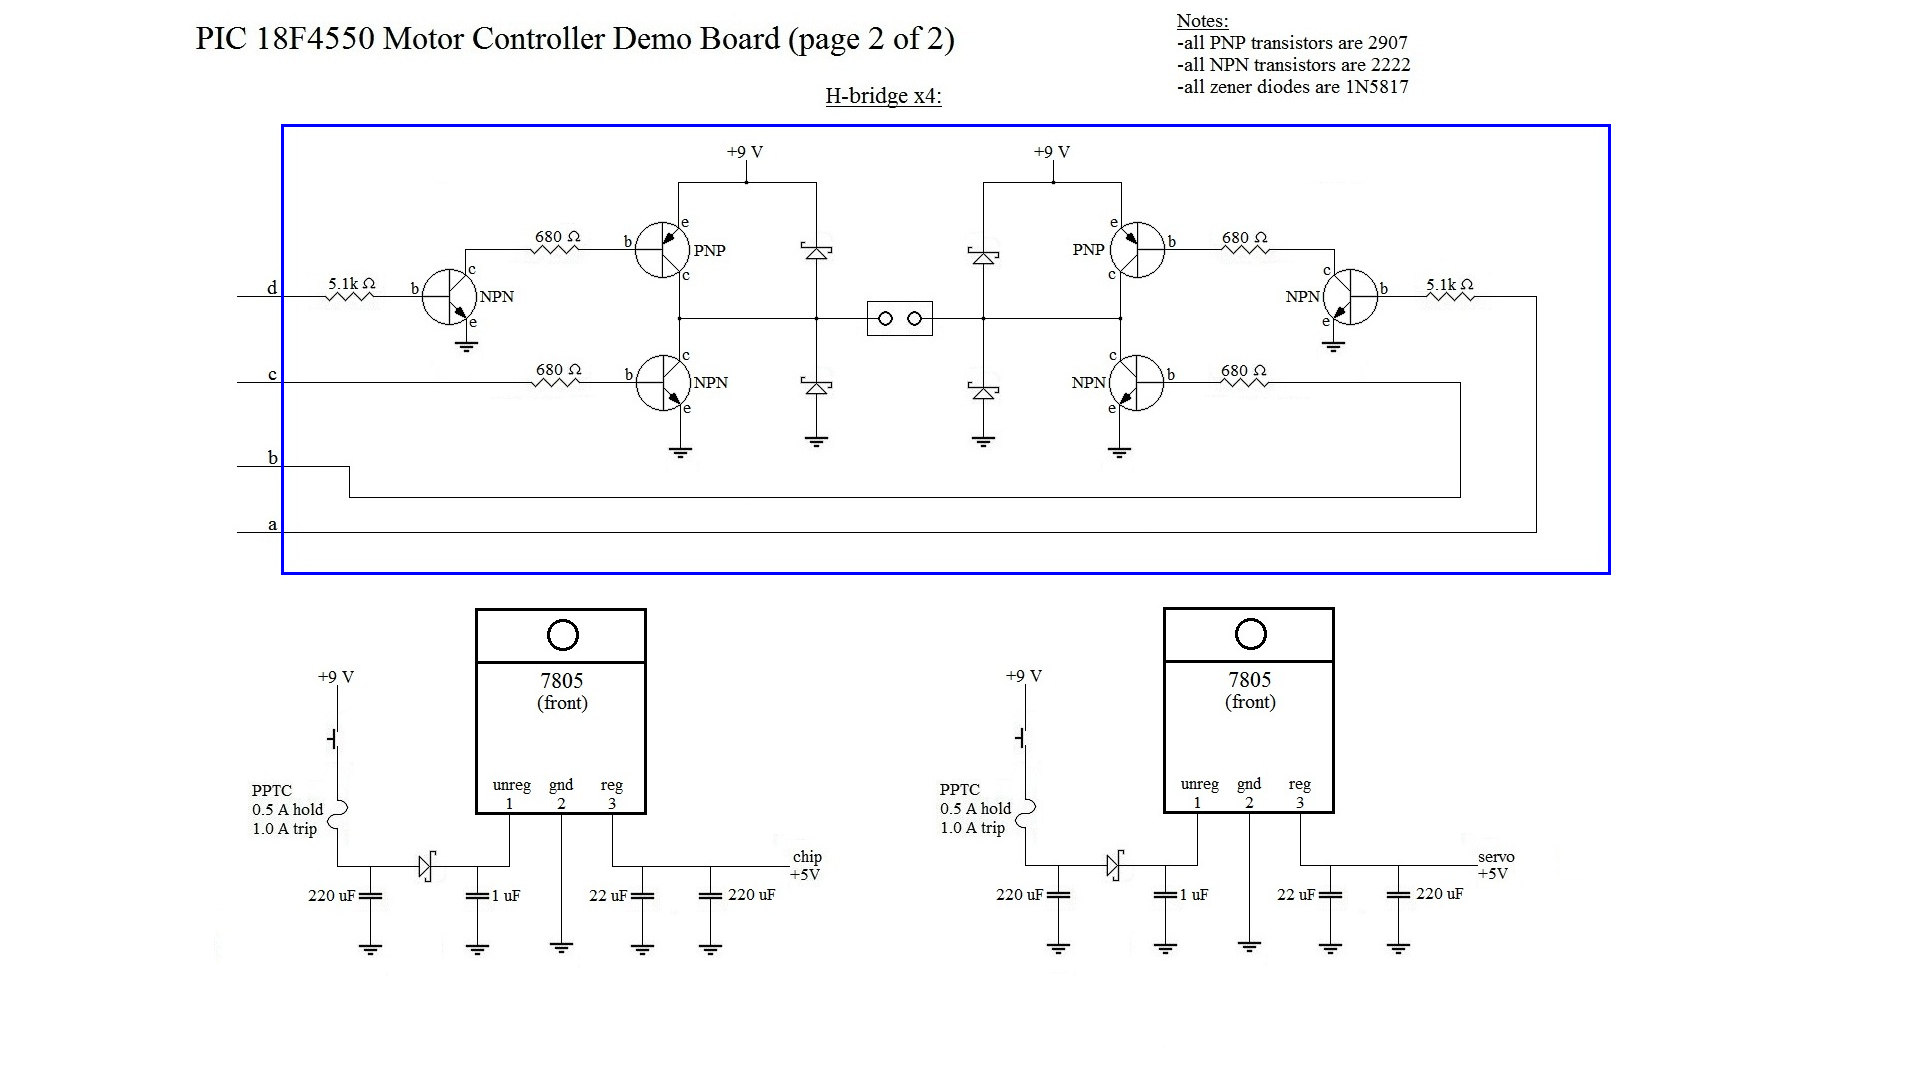 PIC 18F4550 Motor Controller Demo Board (page 2 of 2)
Notes:
-all PNP transistors are 2907
-all NPN transistors are 2222
-all zener diodes are 1N5817
H-bridge x4:
+9 V
+9 V
e
e
680 Ω
b
PNP
PNP
b
680 Ω
c
c
c
c
d
5.1k Ω
b
NPN
NPN
b
5.1k Ω
e
e
c
c
c
680 Ω
b
NPN
NPN
b
680 Ω
e
e
b
a
+9 V
7805
(front)
+9 V
7805
(front)
PPTC
0.5 A hold
1.0 A trip
unreg gnd reg
1 2 3
PPTC
0.5 A hold
1.0 A trip
unreg gnd reg
1 2 3
chip
+5V
servo
+5V
220 uF
1 uF
22 uF
220 uF
220 uF
1 uF
22 uF
220 uF